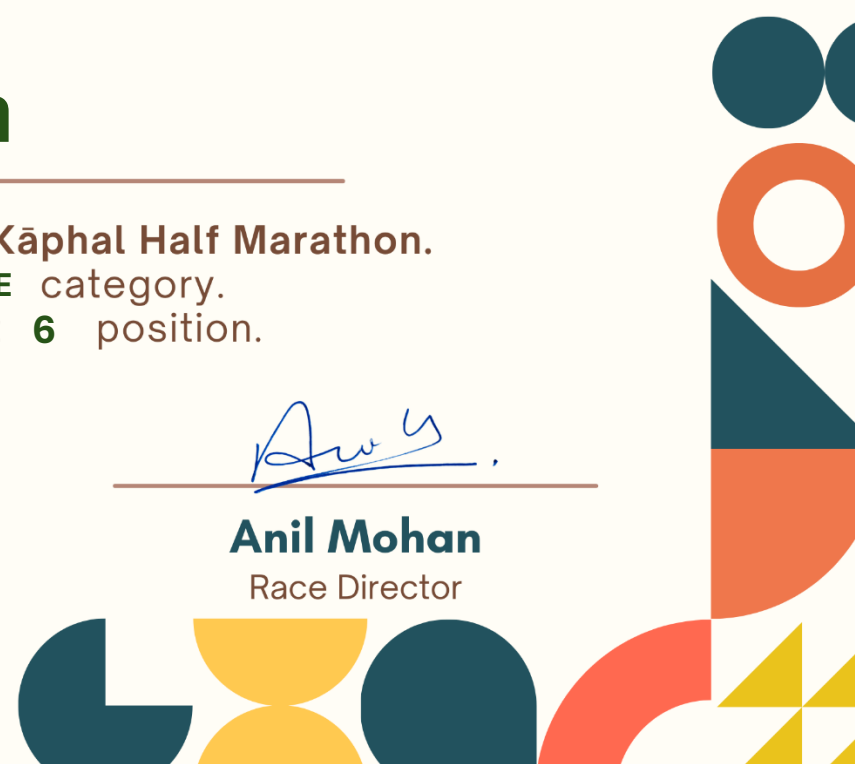 n
Kāphal Half Marathon.
E category.
6 position.
Anil Mohan
Race Director